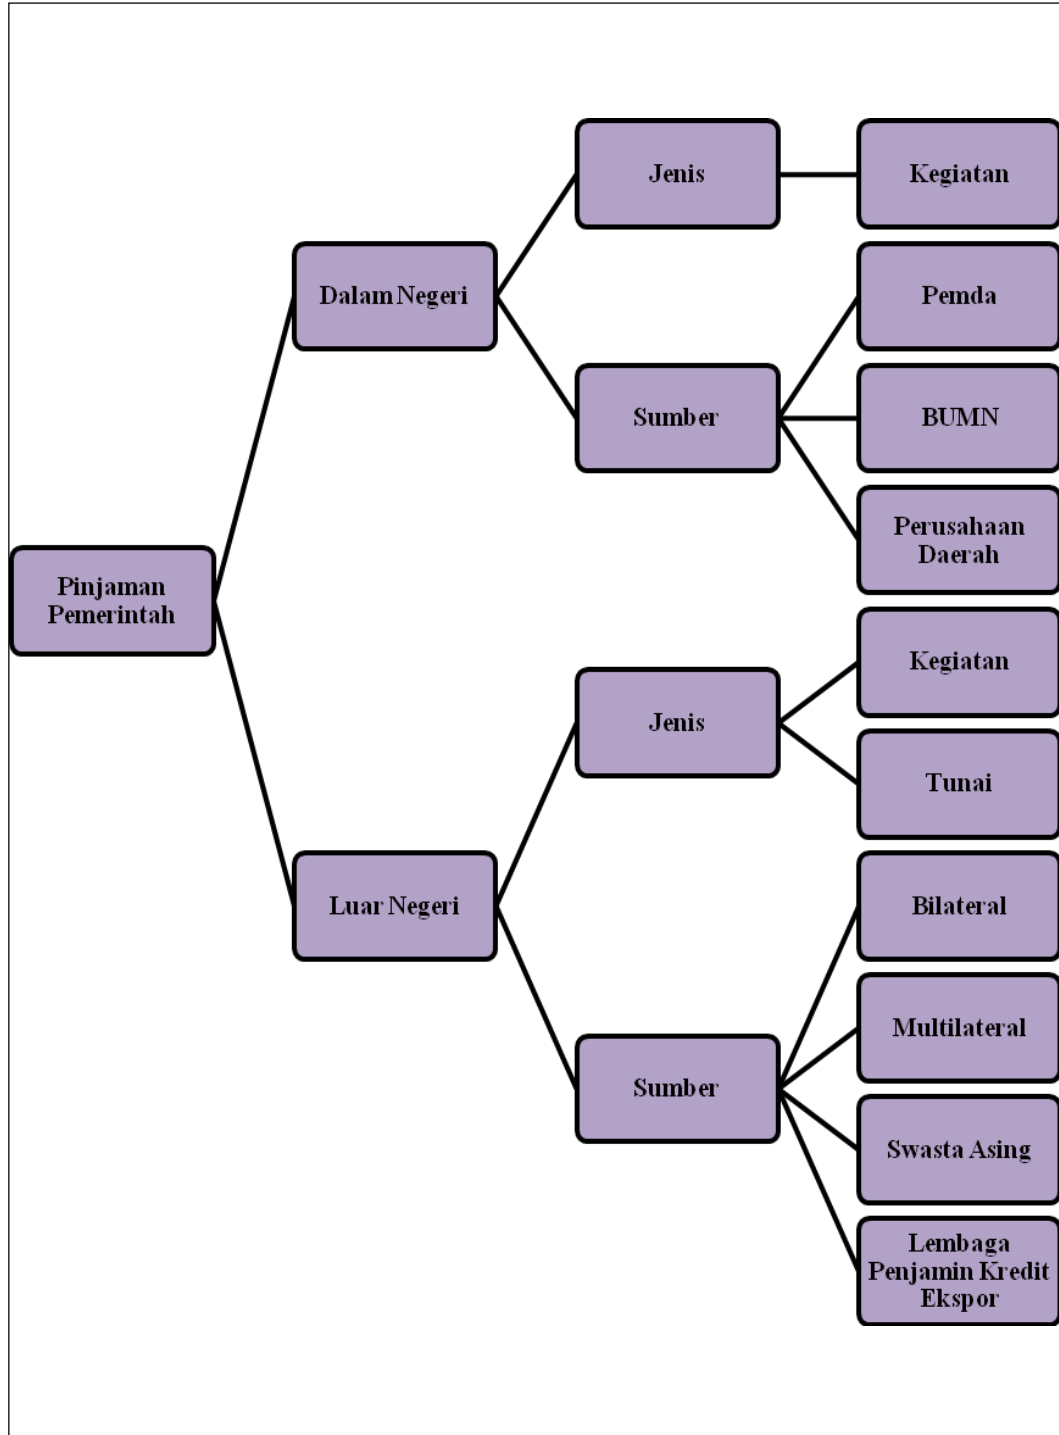 Jenis
Kegiatan
Dalam Negeri
Pemda
Sumber
BUMN
Perusahaan
Daerah
Pinjaman
Pemerintah
Kegiatan
Jenis
Tunai
Luar Negeri
Bilateral
Multilateral
Sumber
Swasta Asing
Lembaga
Penjamin Kredit
Ekspor